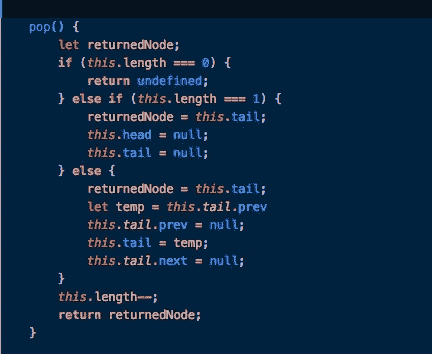 pop() {
    let returnedNode;
    if (this.length === 0) {
        return undefined;
    } else if (this.length === 1) {
        returnedNode = this.tail;
        this.head = null;
        this.tail = null;
    } else {
        returnedNode = this.tail;
        let temp = this.tail.prev
        this.tail.prev = null;
        this.tail = temp;
        this.tail.next = null;
    }
    this.length--;
    return returnedNode;
}